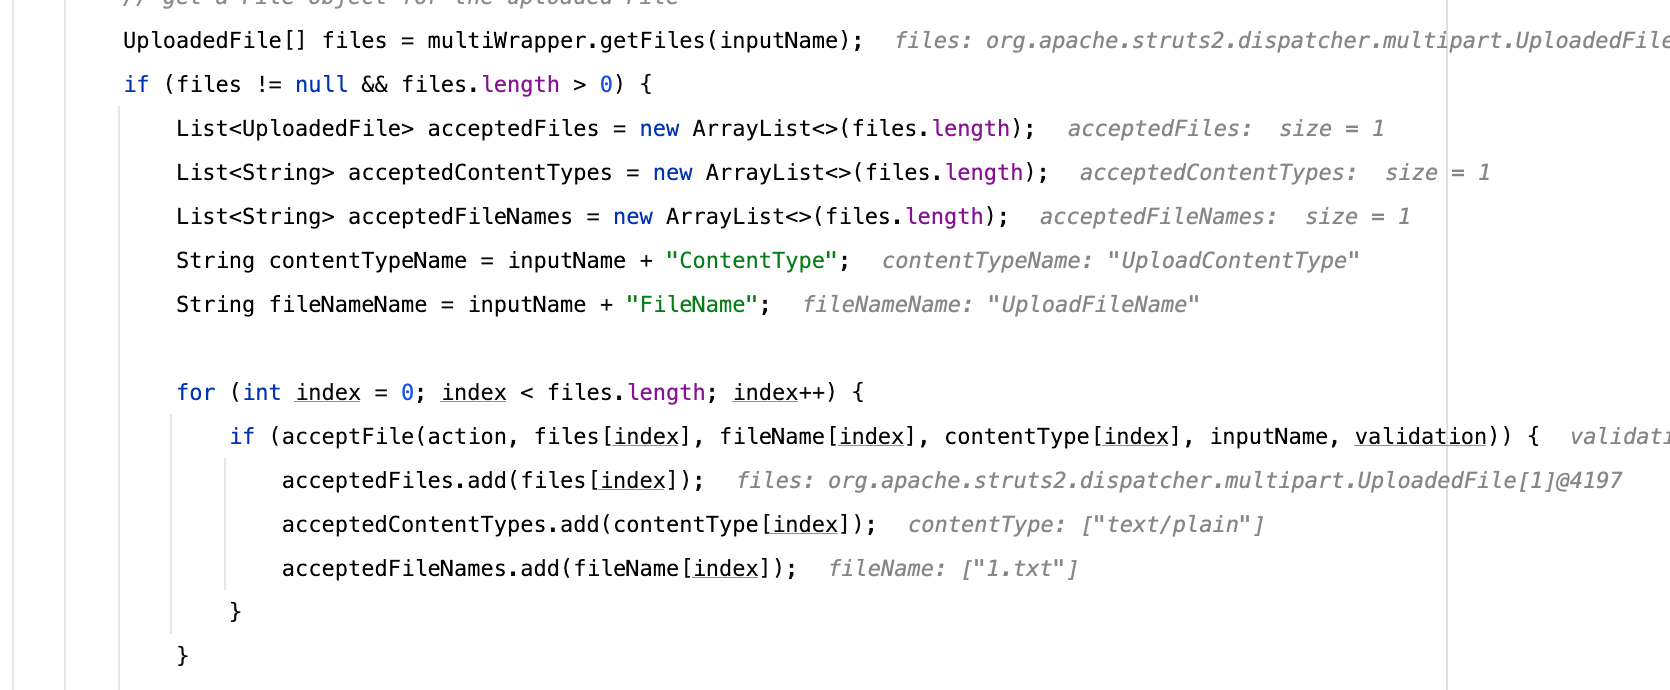 // get a File object for the uploaded File
UploadedFile[] files = multiWrapper.getFiles(inputName);  files: org.apache.struts2.dispatcher.multipart.UploadedFile
if (files != null && files.length > 0) {
List<UploadedFile> acceptedFiles = new ArrayList<>(files.length);  acceptedFiles:  size = 1
List<String> acceptedContentTypes = new ArrayList<>(files.length);  acceptedContentTypes:  size = 1
List<String> acceptedFileNames = new ArrayList<>(files.length);  acceptedFileNames:  size = 1
String contentTypeName = inputName + "ContentType";  contentTypeName: "UploadContentType"
String fileNameName = inputName + "FileName";  fileNameName: "UploadFileName"
for (int index = 0; index < files.length; index++) {
if (acceptFile(action, files[index], fileName[index], contentType[index], inputName, validation)) {  validati
acceptedFiles.add(files[index]);  files: org.apache.struts2.dispatcher.multipart.UploadedFile[1]@4197
acceptedContentTypes.add(contentType[index]);  contentType: ["text/plain"]
acceptedFileNames.add(fileName[index]);  fileName: ["1.txt"]
}
}